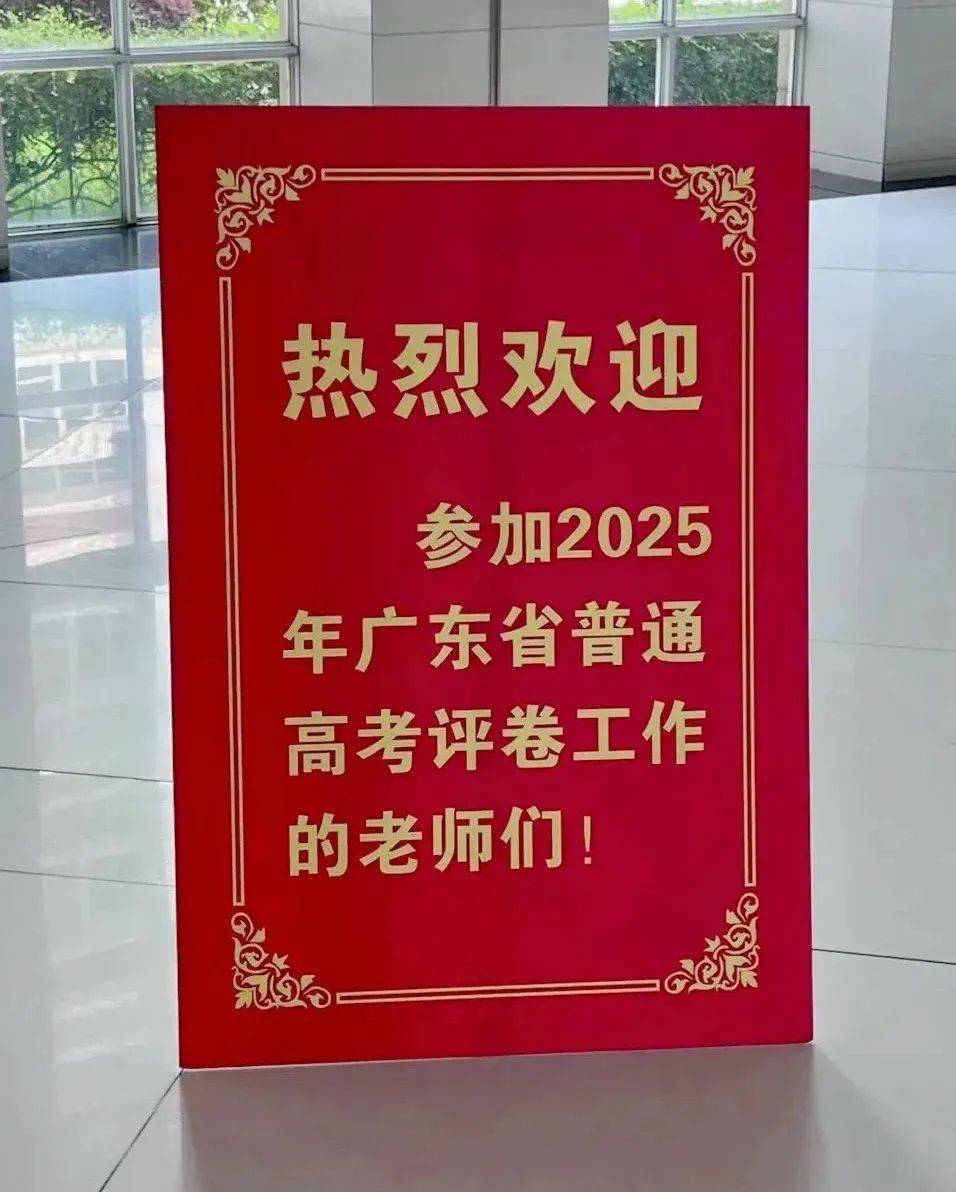 热烈欢迎
参加2025
年广东省普通
高考评卷工作
的老师们！